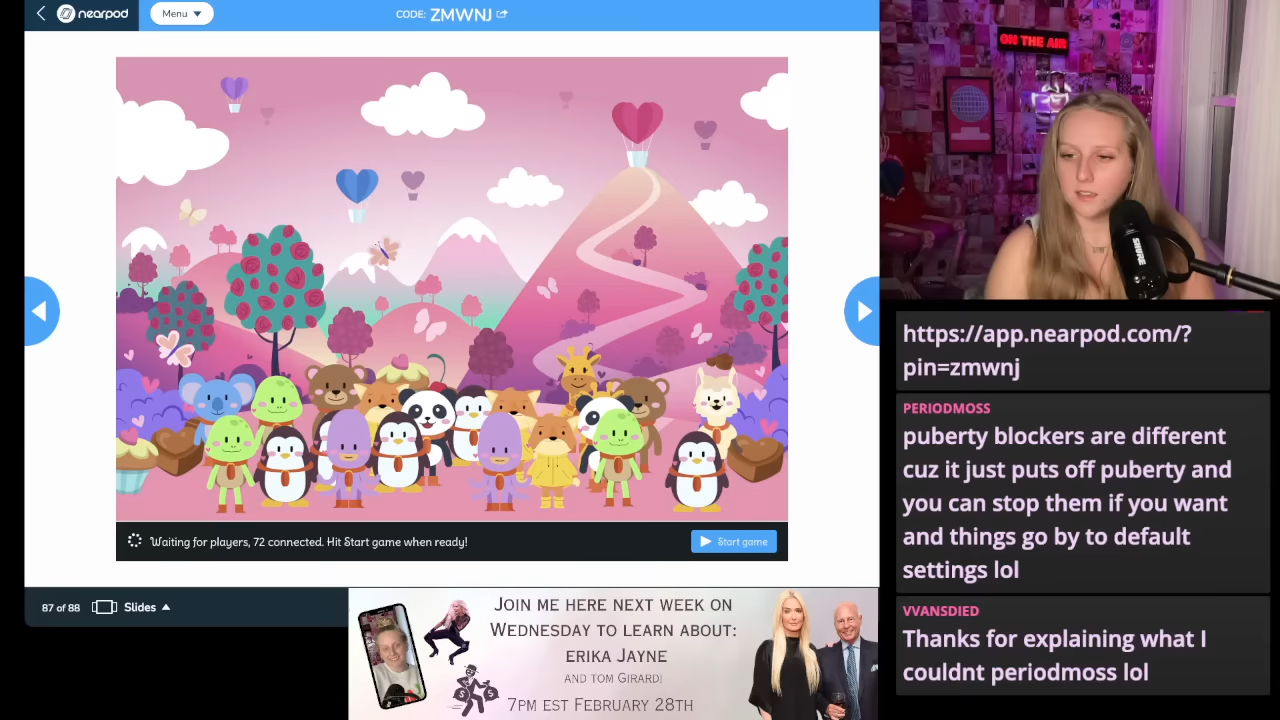 nearpod
Menu
CODE: ZMWNJ
ON THE AIR
https://app.nearpod.com/?
pin=zmwnj
PERIODMOSS
puberty blockers are different
cuz it just puts off puberty and
you can stop them if you want
and things go by to default
settings lol
VVANSDIED
Thanks for explaining what I
couldnt periodmoss lol
SHURE
Waiting for players, 72 connected. Hit Start game when ready!
Start game
87 of 88
Slides
JOIN ME HERE NEXT WEEK ON
WEDNESDAY TO LEARN ABOUT:
ERIKA JAYNE
AND TOM GIRARDI
7PM EST FEBRUARY 28TH